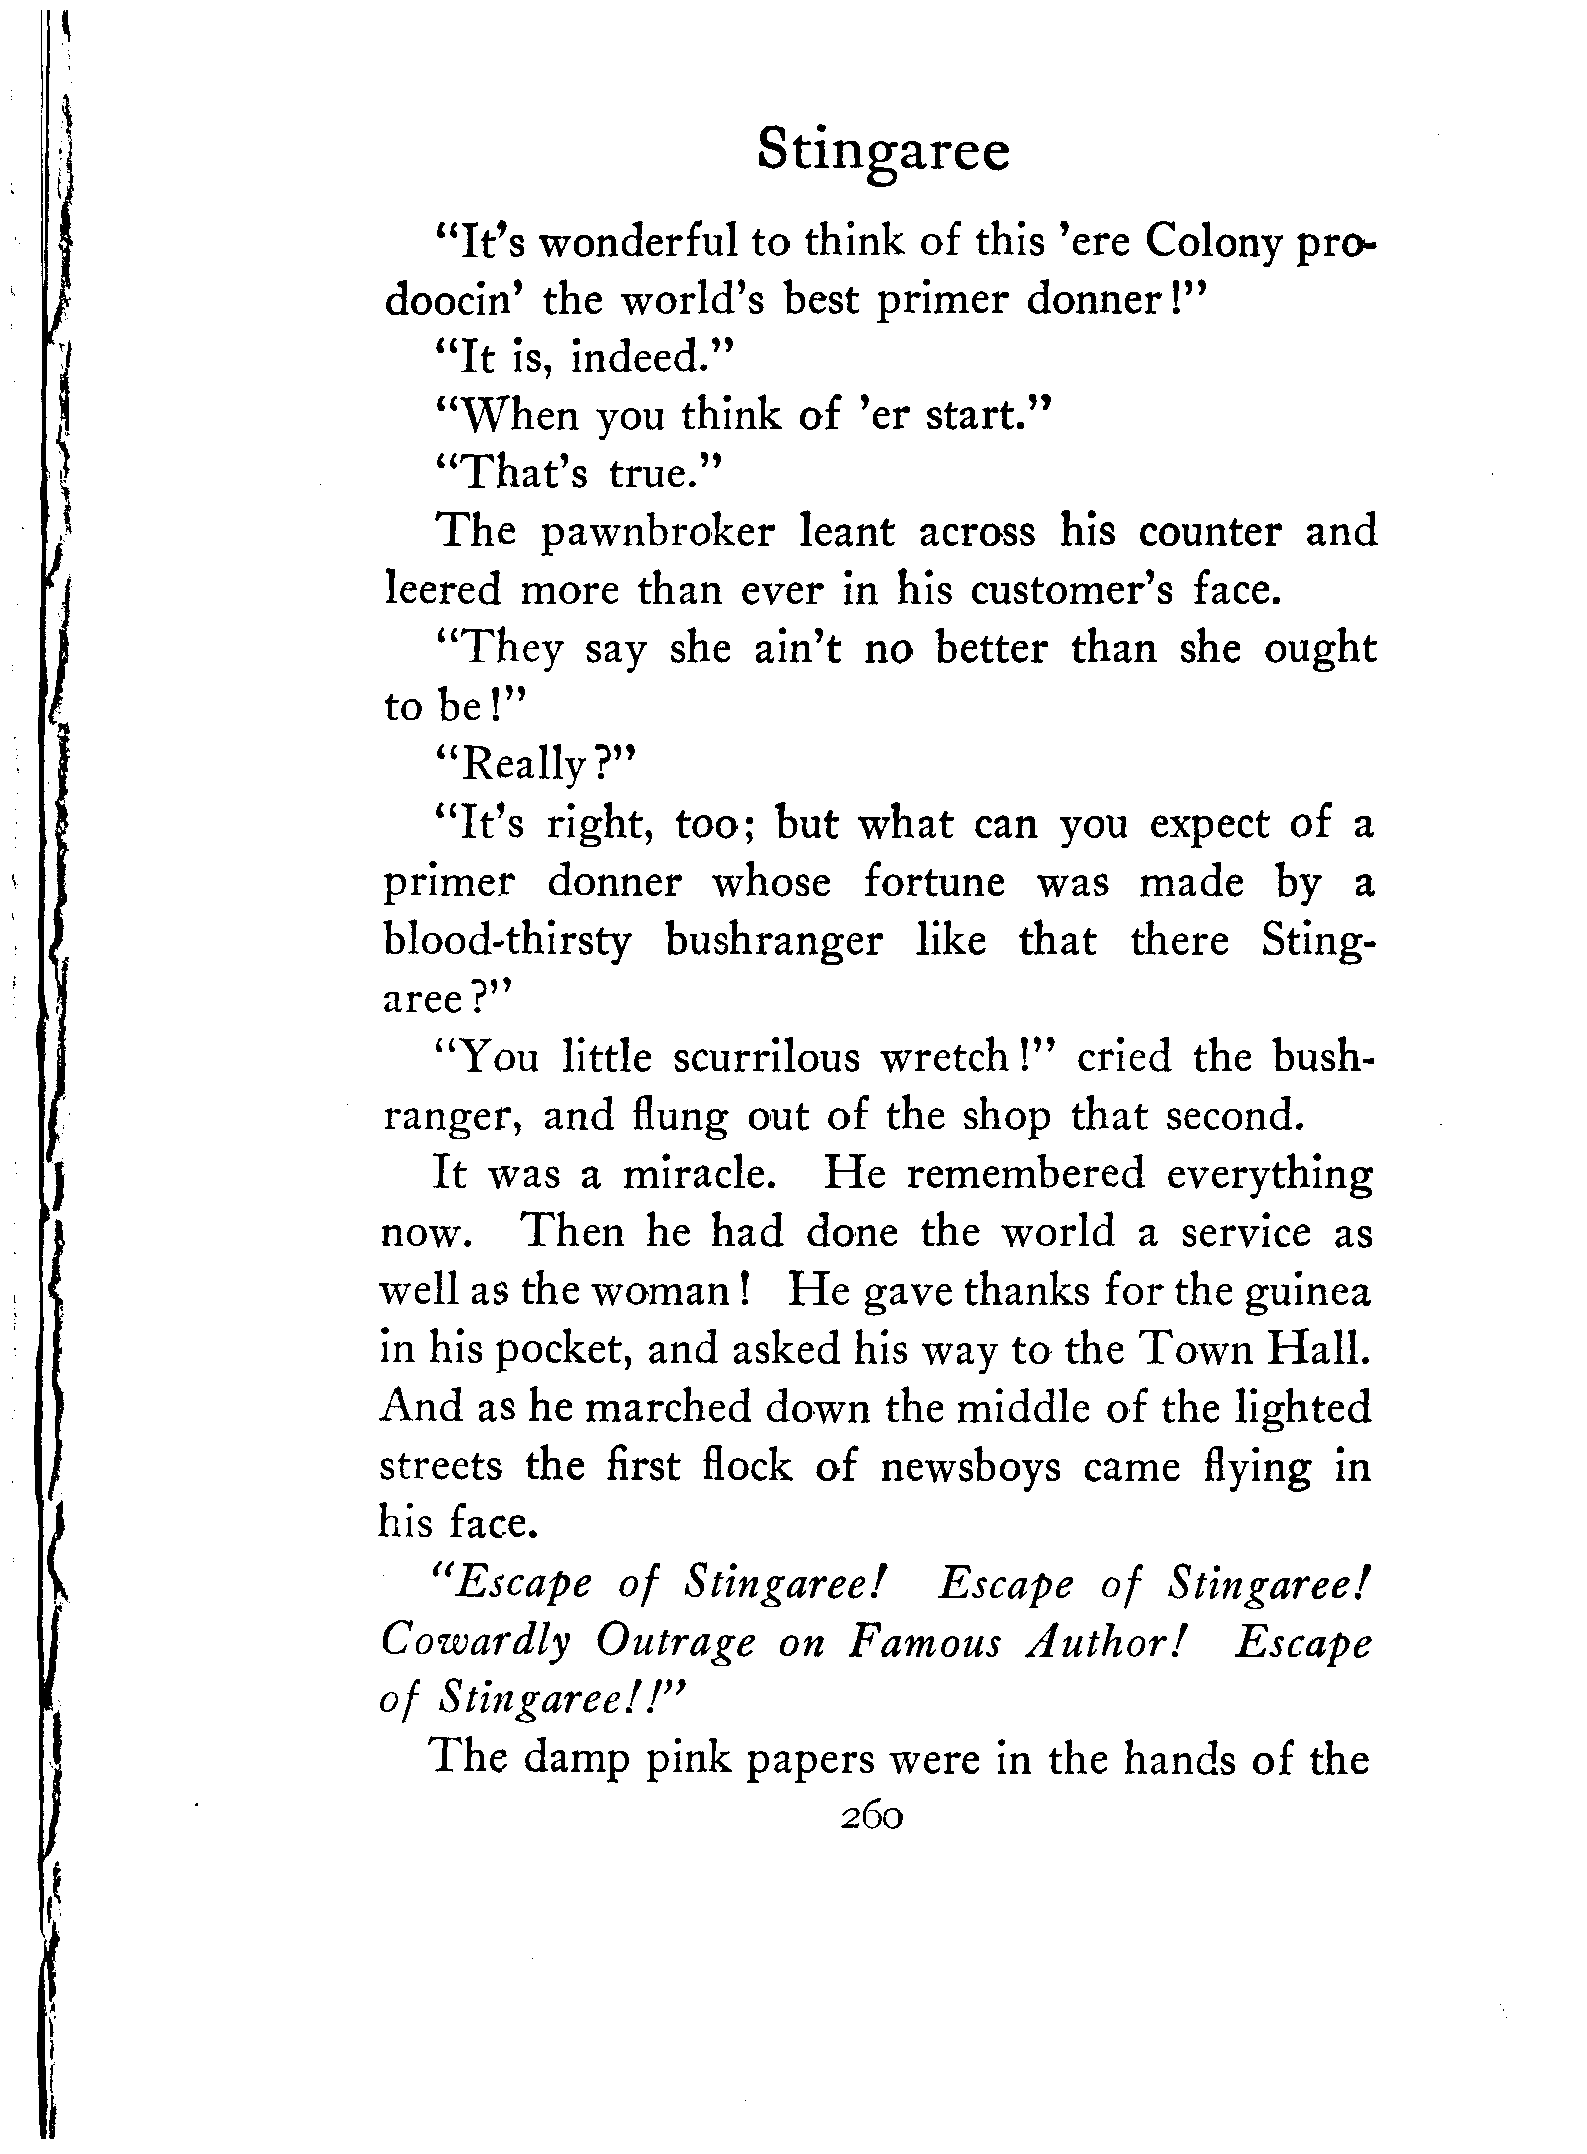 Stingaree
"It's wonderful to think of this 'ere Colony pro-
doocin' the world's best primer donner!"
"It is, indeed."
"When you think of 'er start."
"That's true."
The pawnbroker leant across his counter and
leered more than ever in his customer's face.
"They say she ain't no better than she ought
to be!"
"Really?"
"It's right, too; but what can you expect of a
primer donner whose fortune was made by a
blood-thirsty bushranger like that there Sting-
aree?"
"You little scurrilous wretch!" cried the bush-
ranger, and flung out of the shop that second.
It was a miracle. He remembered everything
now. Then he had done the world a service as
well as the woman! He gave thanks for the guinea
in his pocket, and asked his way to the Town Hall.
And as he marched down the middle of the lighted
streets the first flock of newsboys came flying in
his face.
"Escape of Stingaree! Escape of Stingaree!
Cowardly Outrage on Famous Author! Escape
of Stingaree!!"
The damp pink papers were in the hands of the
260